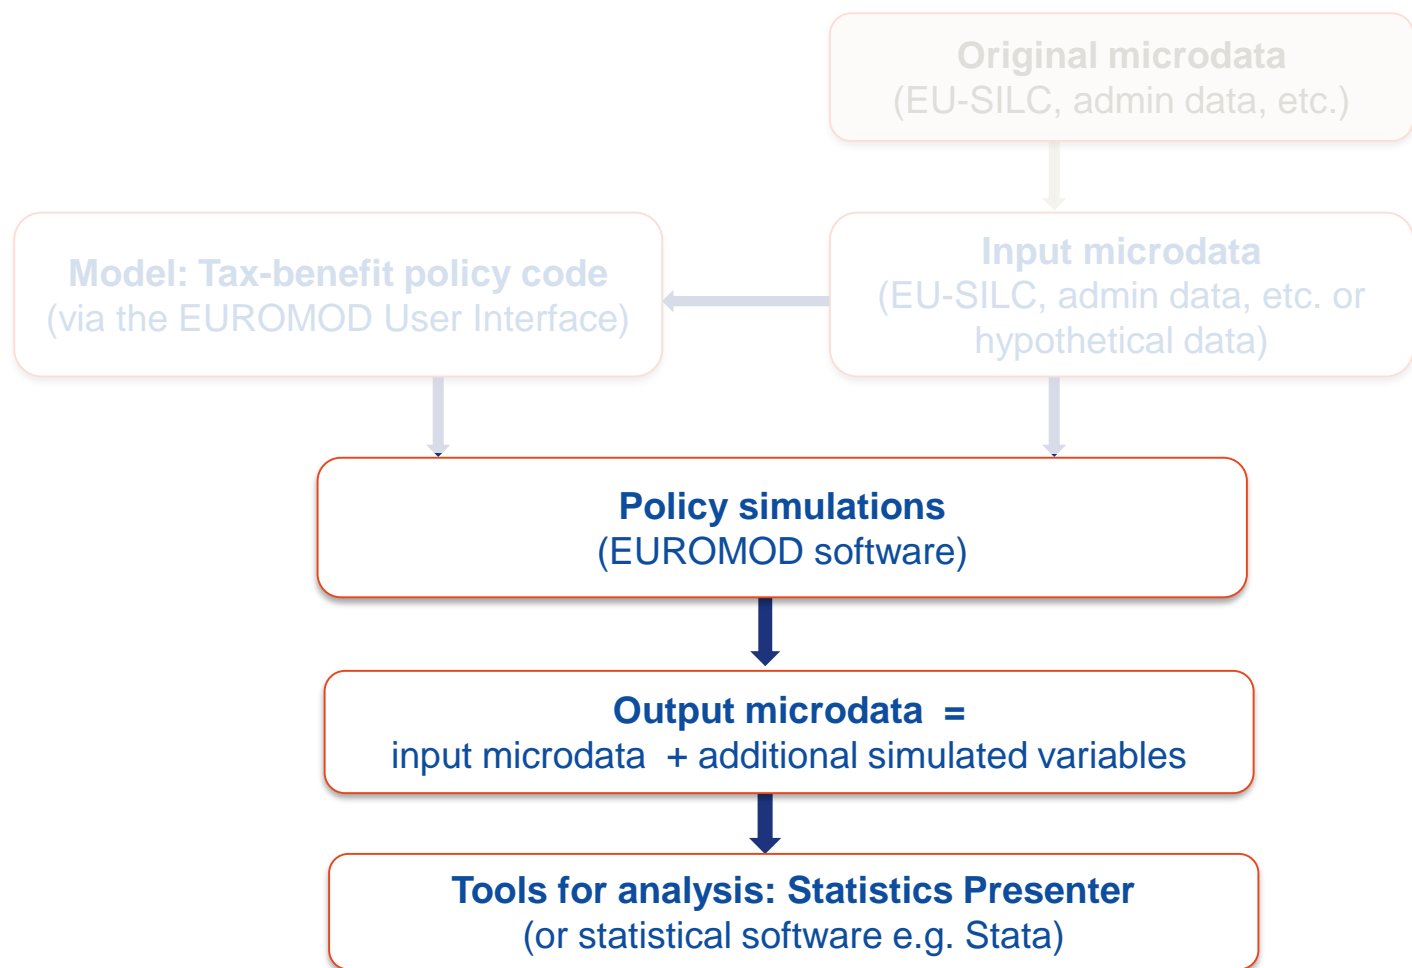 Original microdata
(EU-SILC, admin data, etc.)
Model: Tax-benefit policy code
(via the EUROMOD User Interface)
Input microdata
(EU-SILC, admin data, etc. or
hypothetical data)
Policy simulations
(EUROMOD software)
Output microdata =
input microdata + additional simulated variables
Tools for analysis: Statistics Presenter
(or statistical software e.g. Stata)